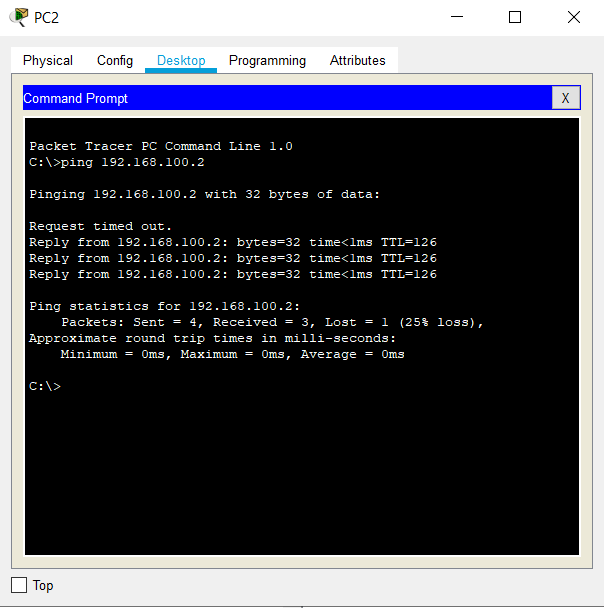 PC2
Physical Config Desktop Programming Attributes
Command Prompt X
Packet Tracer PC Command Line 1.0
C:\>ping 192.168.100.2
Pinging 192.168.100.2 with 32 bytes of data:
Request timed out.
Reply from 192.168.100.2: bytes=32 time<1ms TTL=126
Reply from 192.168.100.2: bytes=32 time<1ms TTL=126
Reply from 192.168.100.2: bytes=32 time<1ms TTL=126
Ping statistics for 192.168.100.2:
    Packets: Sent = 4, Received = 3, Lost = 1 (25% loss),
Approximate round trip times in milli-seconds:
    Minimum = 0ms, Maximum = 0ms, Average = 0ms
C:\>
Top